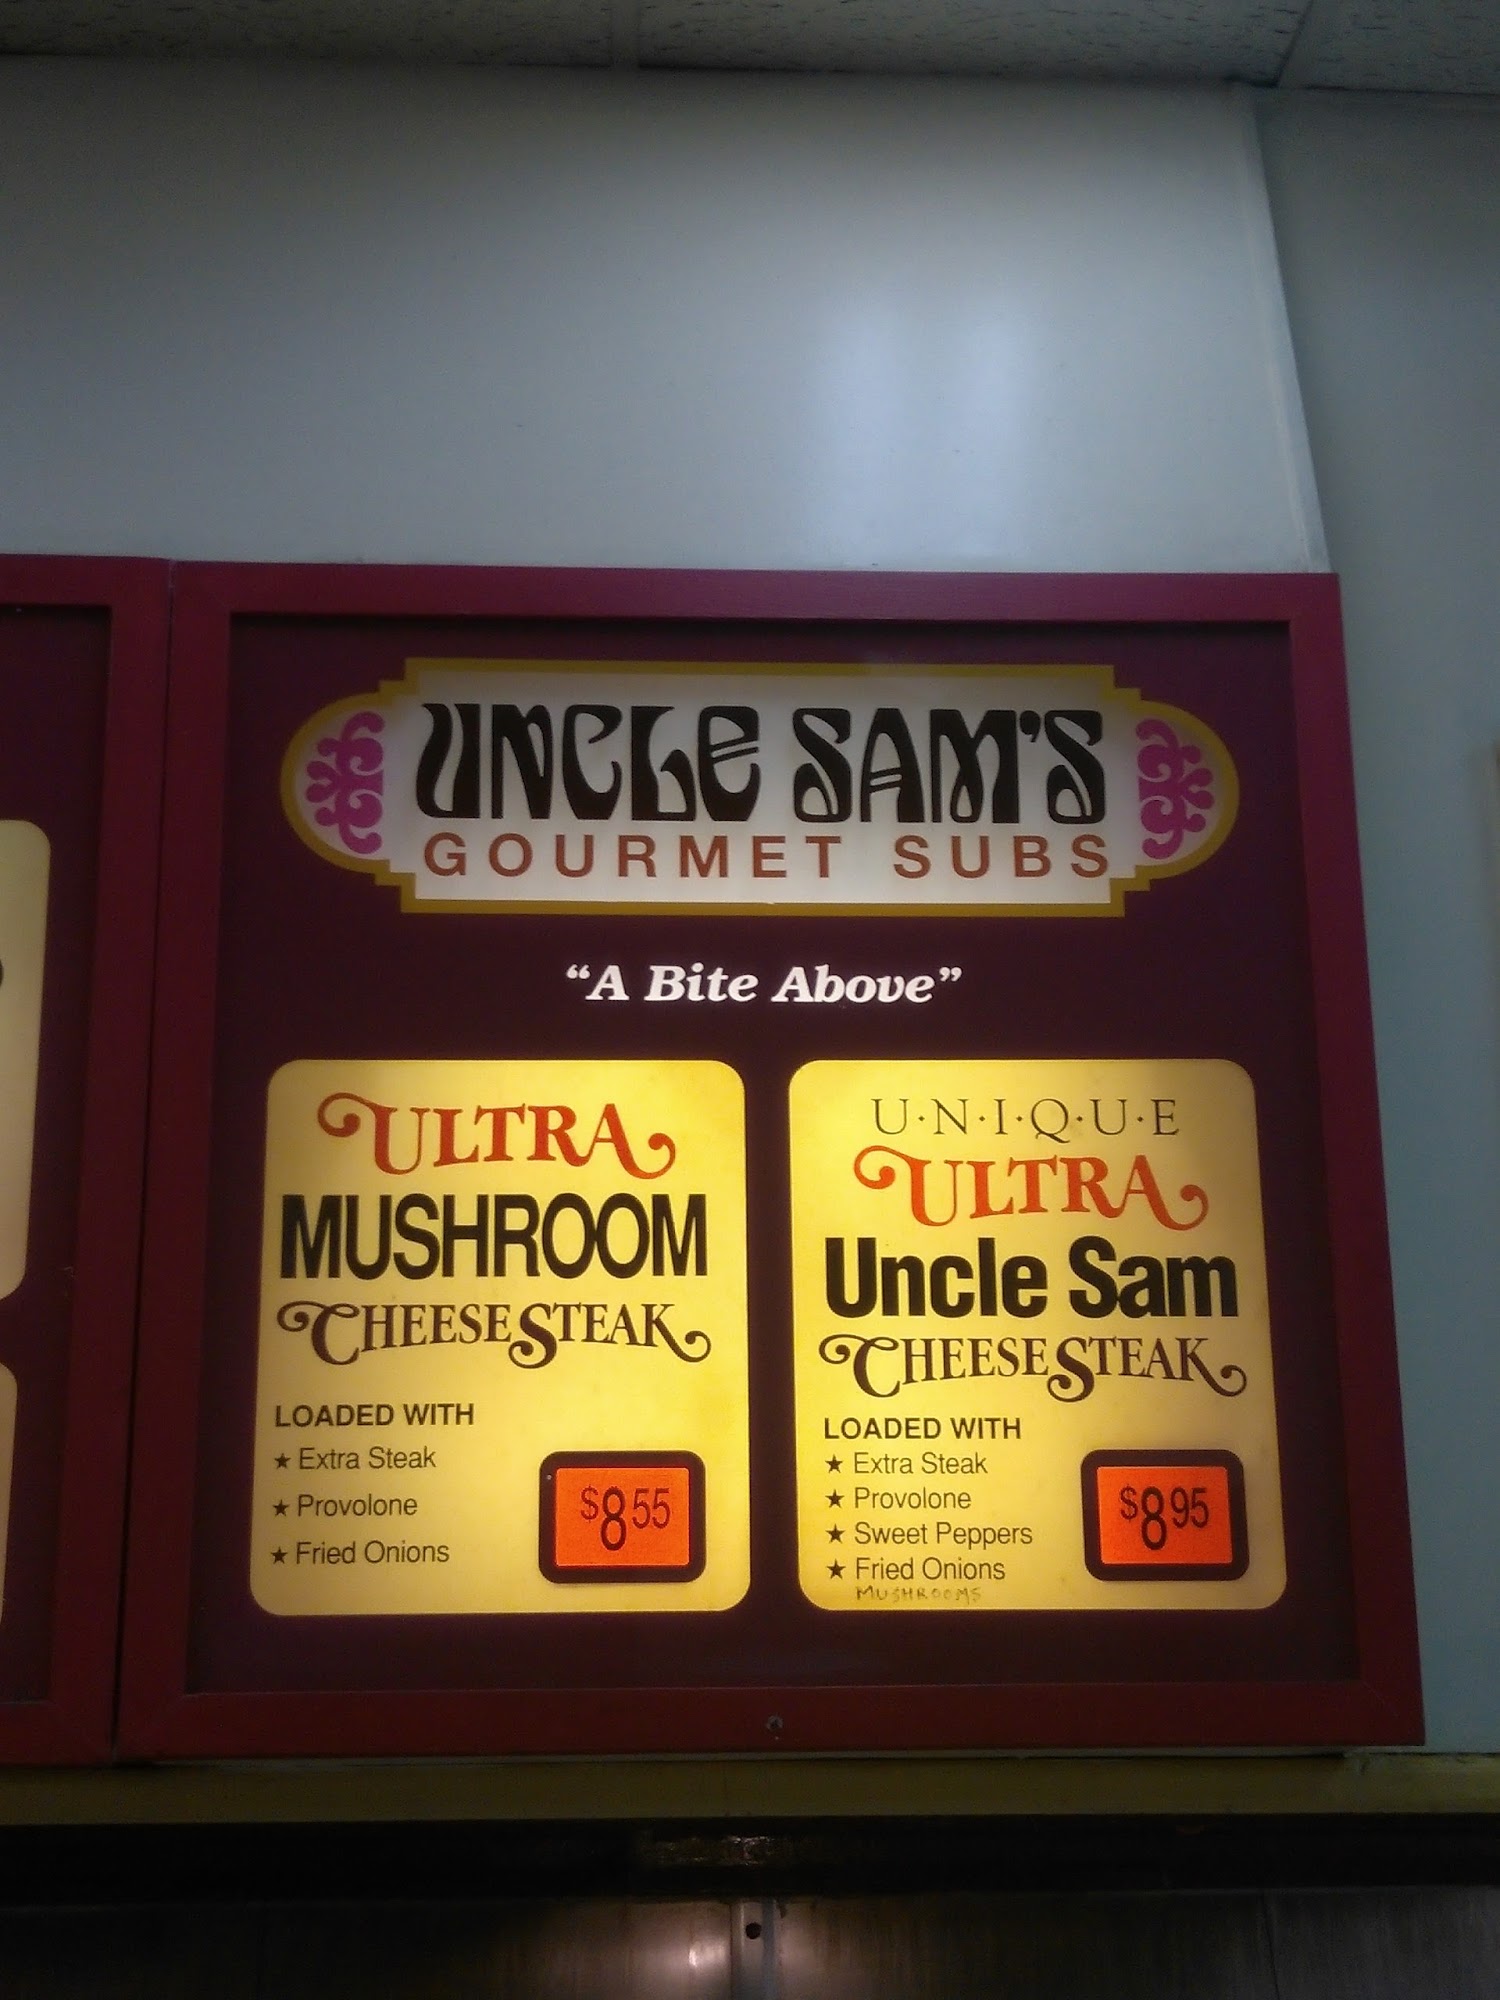 UNCLE SAM'S
GOURMET SUBS
“A Bite Above”
ULTRA
MUSHROOM
CHEESESTEAK
LOADED WITH
★ Extra Steak
★ Provolone
★ Fried Onions
$8 55
U·N·I·Q·U·E
ULTRA
Uncle Sam
CHEESESTEAK
LOADED WITH
★ Extra Steak
★ Provolone
★ Sweet Peppers
★ Fried Onions
MUSHROOMS
$8 95